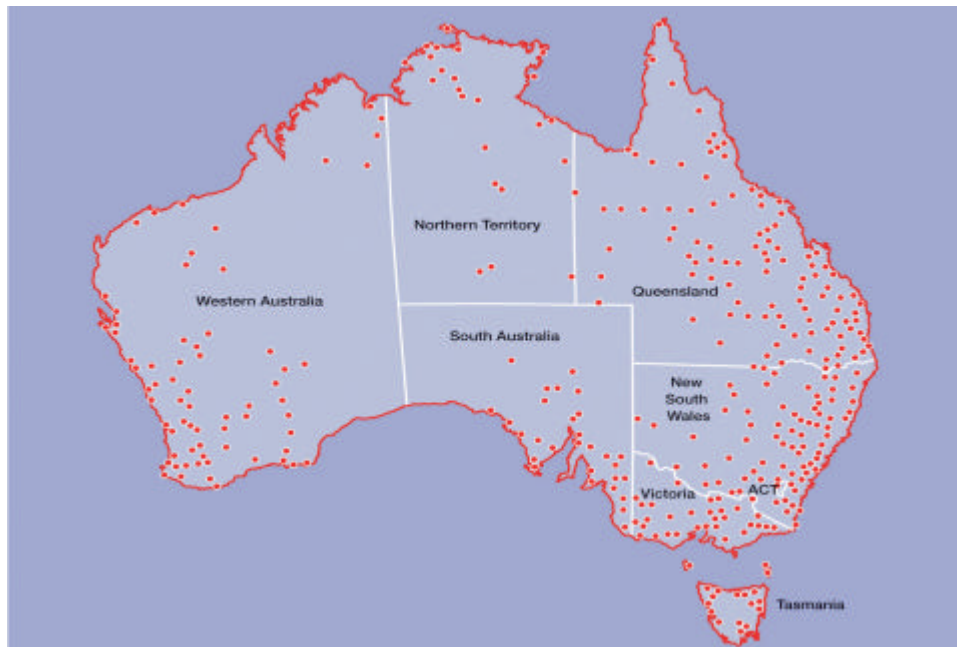 Northern Territory
Western Australia
Queensland
South Australia
New
South
Wales
Victoria
ACT
Tasmania